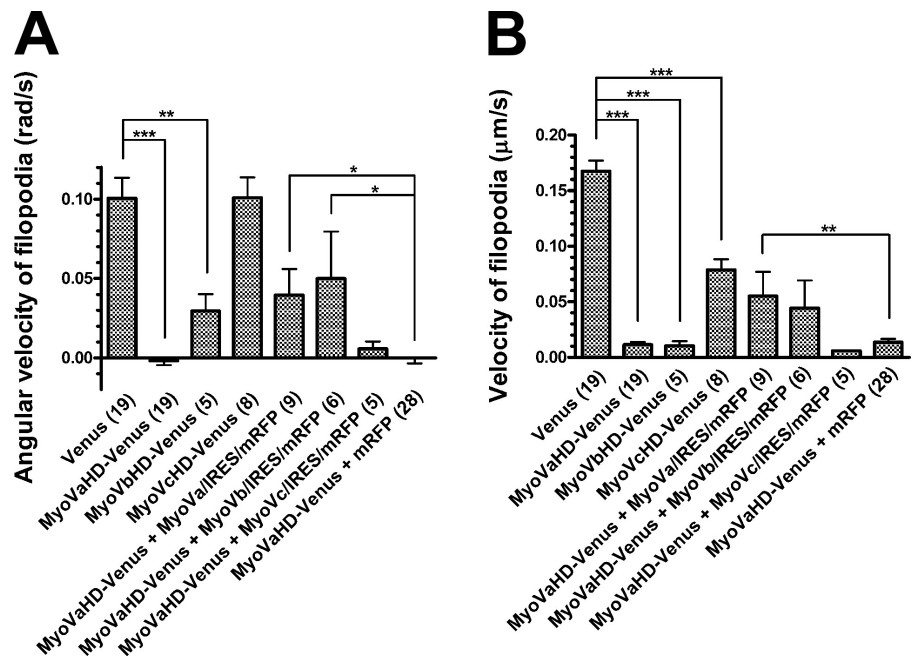 A
Angular velocity of filopodia (rad/s)
**
***
*
*
0.10
0.05
0.00
Venus (19)
MyoVaHD-Venus (19)
MyoVbHD-Venus (5)
MyoVcHD-Venus (8)
MyoVaHD-Venus + MyoVa/IRES/mRFP (9)
MyoVaHD-Venus + MyoVb/IRES/mRFP (6)
MyoVaHD-Venus + MyoVc/IRES/mRFP (5)
MyoVaHD-Venus + mRFP (28)
B
Velocity of filopodia (μm/s)
***
***
***
**
0.20
0.15
0.10
0.05
0.00
Venus (19)
MyoVaHD-Venus (19)
MyoVbHD-Venus (5)
MyoVcHD-Venus (8)
MyoVaHD-Venus + MyoVa/IRES/mRFP (9)
MyoVaHD-Venus + MyoVb/IRES/mRFP (6)
MyoVaHD-Venus + MyoVc/IRES/mRFP (5)
MyoVaHD-Venus + mRFP (28)